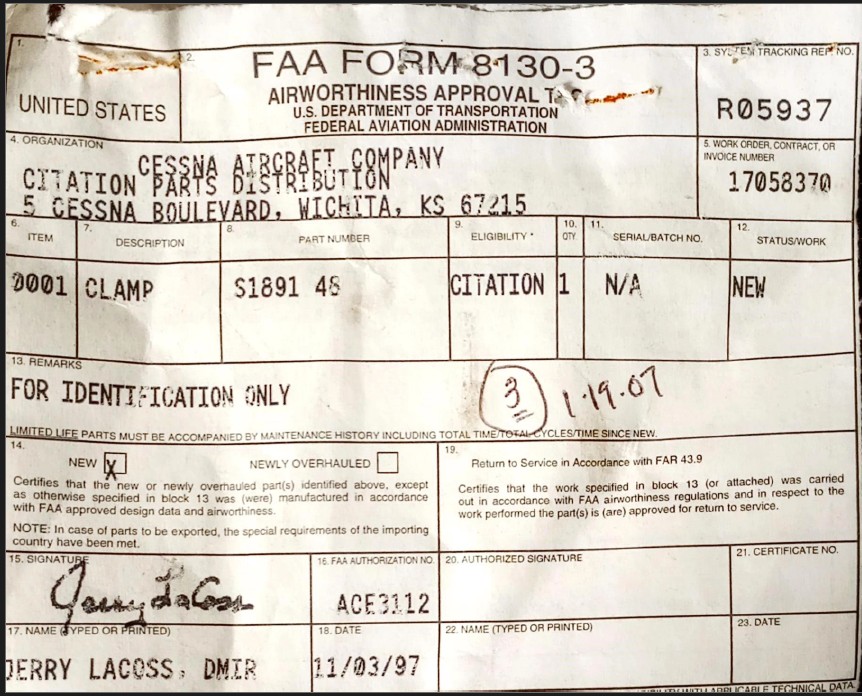 1.
UNITED STATES
2.
FAA FORM 8130-3
AIRWORTHINESS APPROVAL
U.S. DEPARTMENT OF TRANSPORTATION
FEDERAL AVIATION ADMINISTRATION
3. SYSTEM TRACKING REF. NO.
R05937
4. ORGANIZATION
CESSNA AIRCRAFT COMPANY
CITATION PARTS DISTRIBUTION
5 CESSNA BOULEVARD, WICHITA, KS 67215
5. WORK ORDER, CONTRACT, OR
INVOICE NUMBER
17058370
6. ITEM
7. DESCRIPTION
8. PART NUMBER
9. ELIGIBILITY *
10. QTY.
11. SERIAL/BATCH NO.
12. STATUS/WORK
0001 CLAMP S1891 48 CITATION 1 N/A NEW
13. REMARKS
FOR IDENTIFICATION ONLY
3 1-19-07
LIMITED LIFE PARTS MUST BE ACCOMPANIED BY MAINTENANCE HISTORY INCLUDING TOTAL TIME/TOTAL CYCLES/TIME SINCE NEW.
14.
NEW X NEWLY OVERHAULED
Certifies that the new or newly overhauled part(s) identified above, except
as otherwise specified in block 13 was (were) manufactured in accordance
with FAA approved design data and airworthiness.
NOTE: In case of parts to be exported, the special requirements of the importing
country have been met.
19.
Return to Service in Accordance with FAR 43.9
Certifies that the work specified in block 13 (or attached) was carried
out in accordance with FAA airworthiness regulations and in respect to the
work performed the part(s) is (are) approved for return to service.
15. SIGNATURE
Jerry LaCoss
16. FAA AUTHORIZATION NO.
ACE3112
20. AUTHORIZED SIGNATURE
21. CERTIFICATE NO.
17. NAME (TYPED OR PRINTED)
JERRY LACOSS, DMIR
18. DATE
11/03/97
22. NAME (TYPED OR PRINTED)
23. DATE
WITH APPLICABLE TECHNICAL DATA.